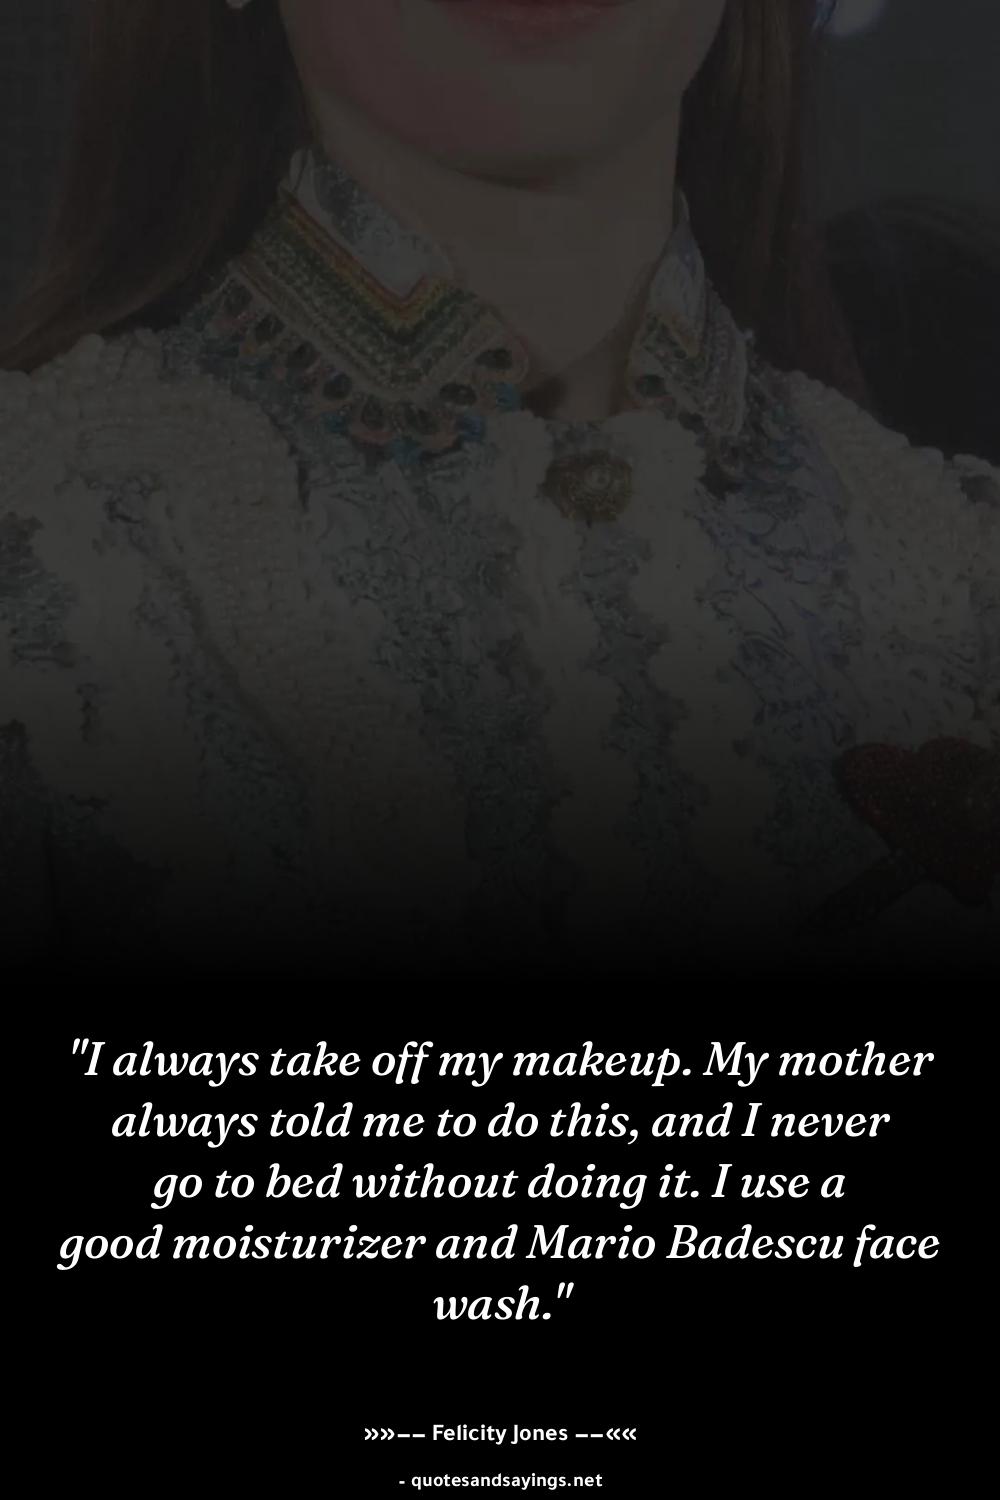 "I always take off my makeup. My mother
always told me to do this, and I never
go to bed without doing it. I use a
good moisturizer and Mario Badescu face
wash."
»»−− Felicity Jones −−««
- quotesandsayings.net